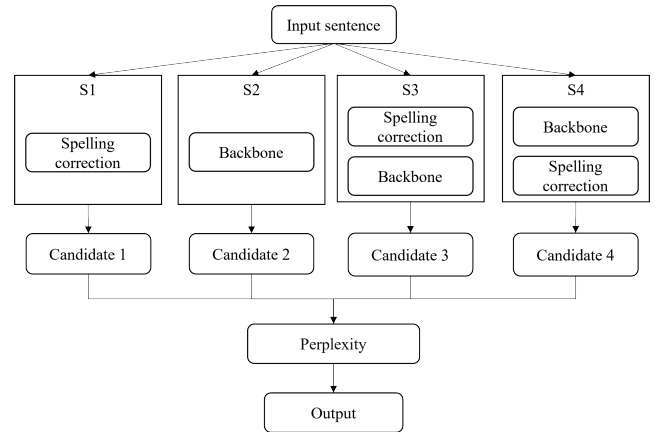 Input sentence
S1
Spelling
correction
S2
Backbone
S3
Spelling
correction
Backbone
S4
Backbone
Spelling
correction
Candidate 1
Candidate 2
Candidate 3
Candidate 4
Perplexity
Output